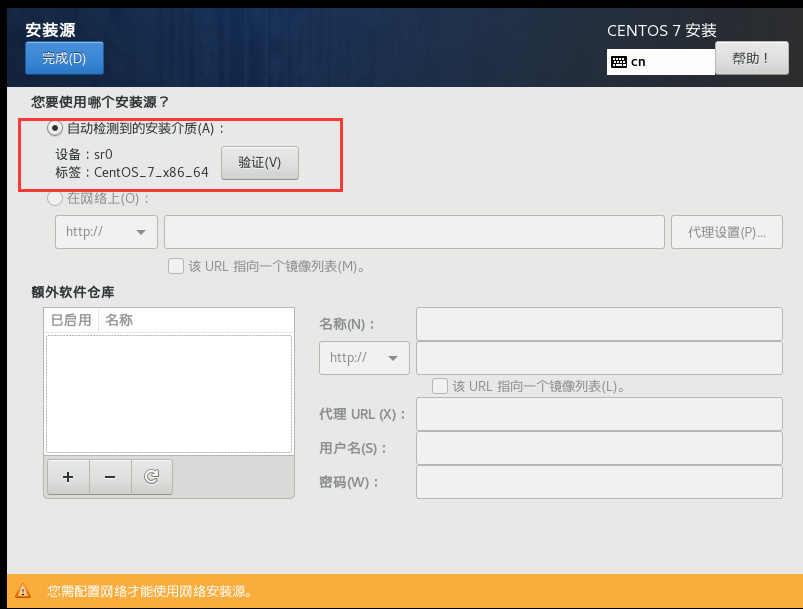 安装源
CENTOS 7 安装
完成(D)
cn
帮助！
您要使用哪个安装源？
自动检测到的安装介质(A)：
设备：sr0
标签：CentOS_7_x86_64
验证(V)
在网络上(O)：
http://
代理设置(P)...
该 URL 指向一个镜像列表(M)。
额外软件仓库
已启用 名称
名称(N)：
http://
该 URL 指向一个镜像列表(L)。
代理 URL (X)：
用户名(S)：
密码(W)：
您需配置网络才能使用网络安装源。